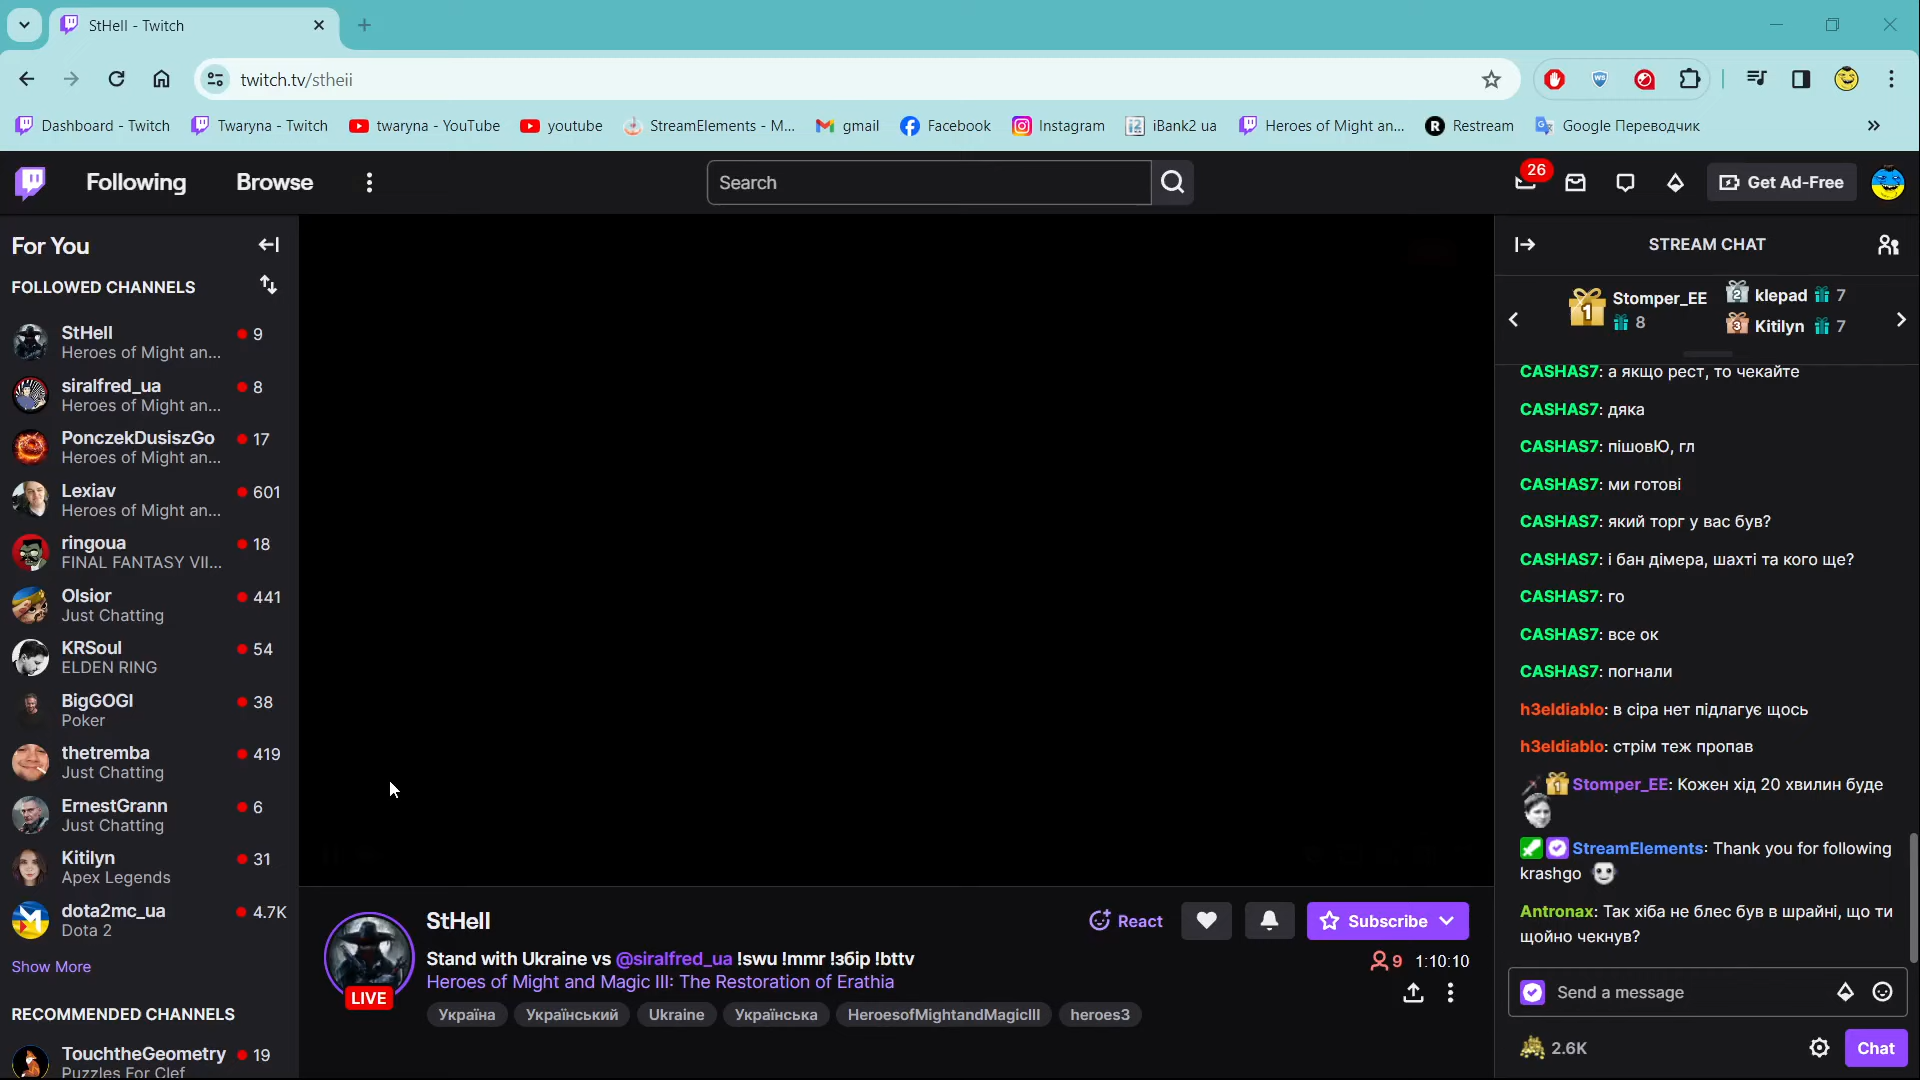 StHell - Twitch
twitch.tv/stheii
Dashboard - Twitch
Twaryna - Twitch
twaryna - YouTube
youtube
StreamElements - M...
gmail
Facebook
Instagram
iBank2 ua
Heroes of Might an...
Restream
Google Переводчик
Following
Browse
Search
26
Get Ad-Free
For You
FOLLOWED CHANNELS
StHell
9
Heroes of Might an...
siralfred_ua
8
Heroes of Might an...
PonczekDusiszGo
17
Heroes of Might an...
Lexiav
601
Heroes of Might an...
ringoua
18
FINAL FANTASY VII...
Olsior
441
Just Chatting
KRSoul
54
ELDEN RING
BigGOGI
38
Poker
thetremba
419
Just Chatting
ErnestGrann
6
Just Chatting
Kitilyn
31
Apex Legends
dota2mc_ua
4.7K
Dota 2
Show More
RECOMMENDED CHANNELS
TouchtheGeometry
19
Puzzles For Clef
StHell
React
Subscribe
Stand with Ukraine vs @siralfred_ua !swu !mmr !збір !bttv
9
1:10:10
Heroes of Might and Magic III: The Restoration of Erathia
LIVE
Україна
Український
Ukraine
Українська
HeroesofMightandMagicIII
heroes3
STREAM CHAT
1
Stomper_EE
8
2
klepad
7
3
Kitilyn
7
CASHAS7: а якщо рест, то чекайте
CASHAS7: дяка
CASHAS7: пішовЮ, гл
CASHAS7: ми готові
CASHAS7: який торг у вас був?
CASHAS7: і бан дімера, шахті та кого ще?
CASHAS7: го
CASHAS7: все ок
CASHAS7: погнали
h3eldiablo: в сіра нет підлагує щось
h3eldiablo: стрім теж пропав
Stomper_EE: Кожен хід 20 хвилин буде
StreamElements: Thank you for following
krashgo
Antronax: Так хіба не блес був в шрайні, що ти
щойно чекнув?
Send a message
2.6K
Chat